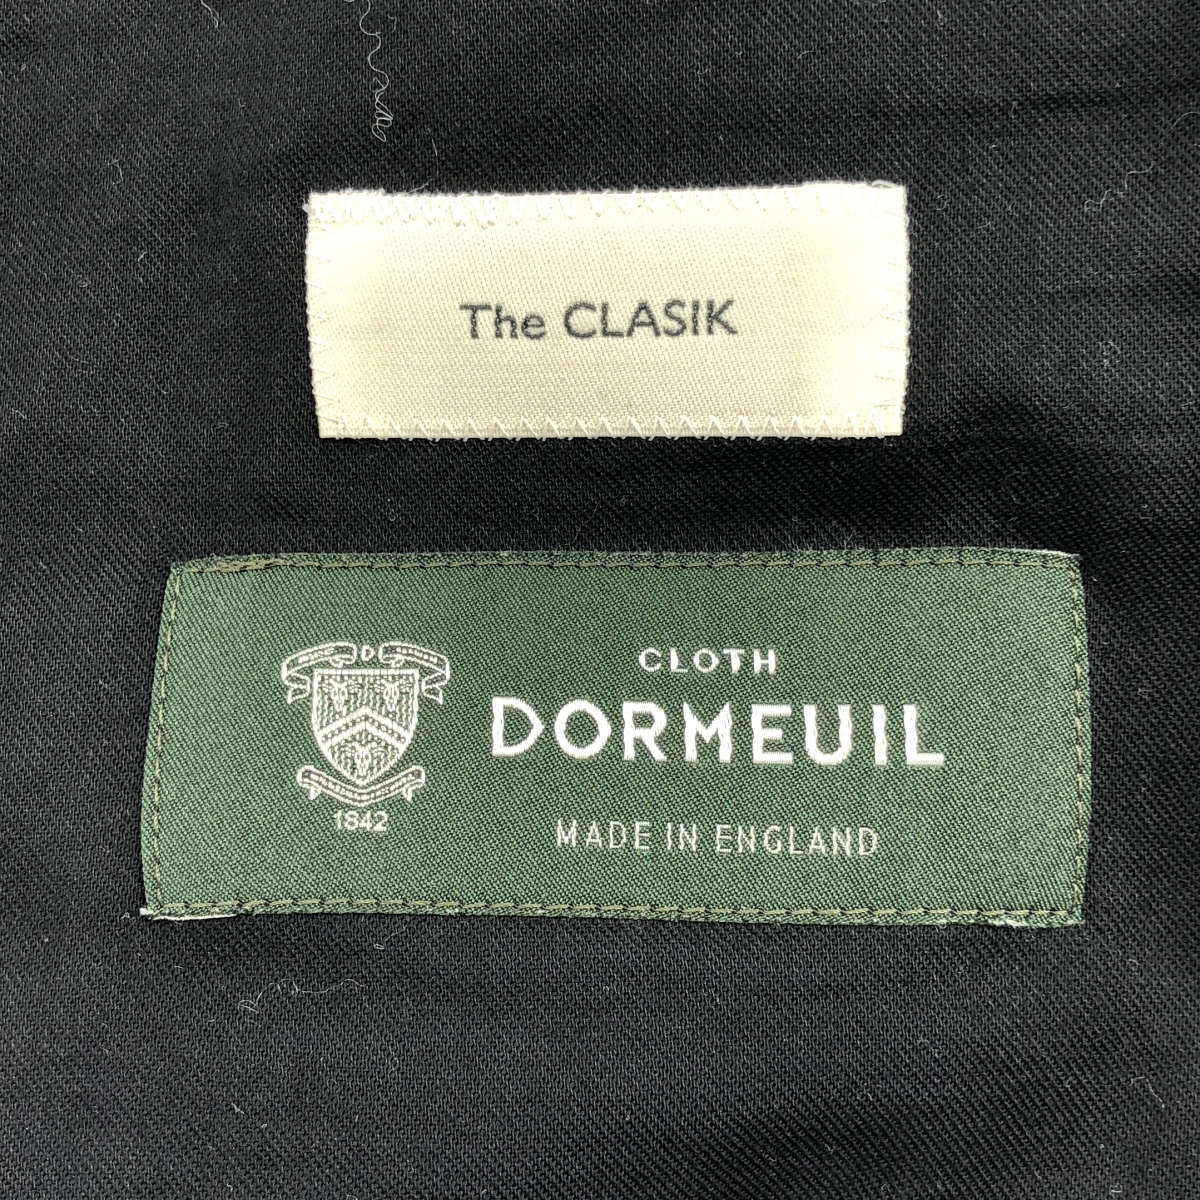 The CLASIK
D
CLOTH
DORMEUIL
1842
MADE IN ENGLAND